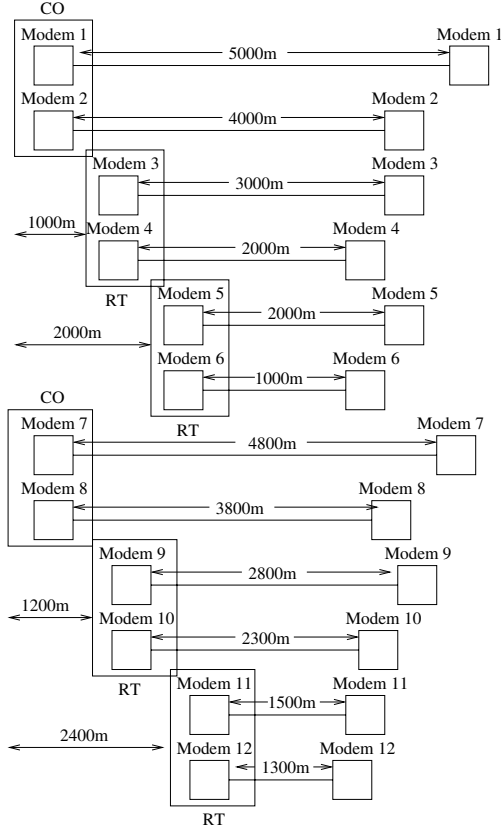 CO
Modem 1
Modem 1
5000m
Modem 2
Modem 2
4000m
Modem 3
Modem 3
3000m
1000m
Modem 4
Modem 4
2000m
RT
Modem 5
Modem 5
2000m
2000m
Modem 6
Modem 6
1000m
CO
RT
Modem 7
Modem 7
4800m
Modem 8
Modem 8
3800m
Modem 9
Modem 9
2800m
1200m
Modem 10
Modem 10
2300m
RT
Modem 11
Modem 11
1500m
2400m
Modem 12
Modem 12
1300m
RT